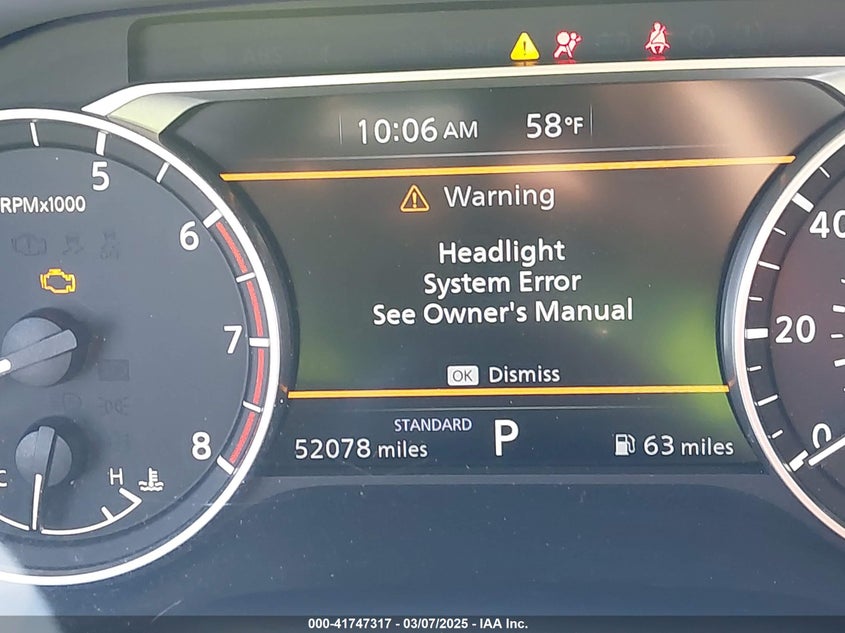 10:06 AM 58°F
5
RPMx1000
Warning
6
40
Headlight
System Error
See Owner's Manual
7
20
OK Dismiss
STANDARD
8
52078 miles
P
63 miles
0
C
H
000-41747317 - 03/07/2025 - IAA Inc.